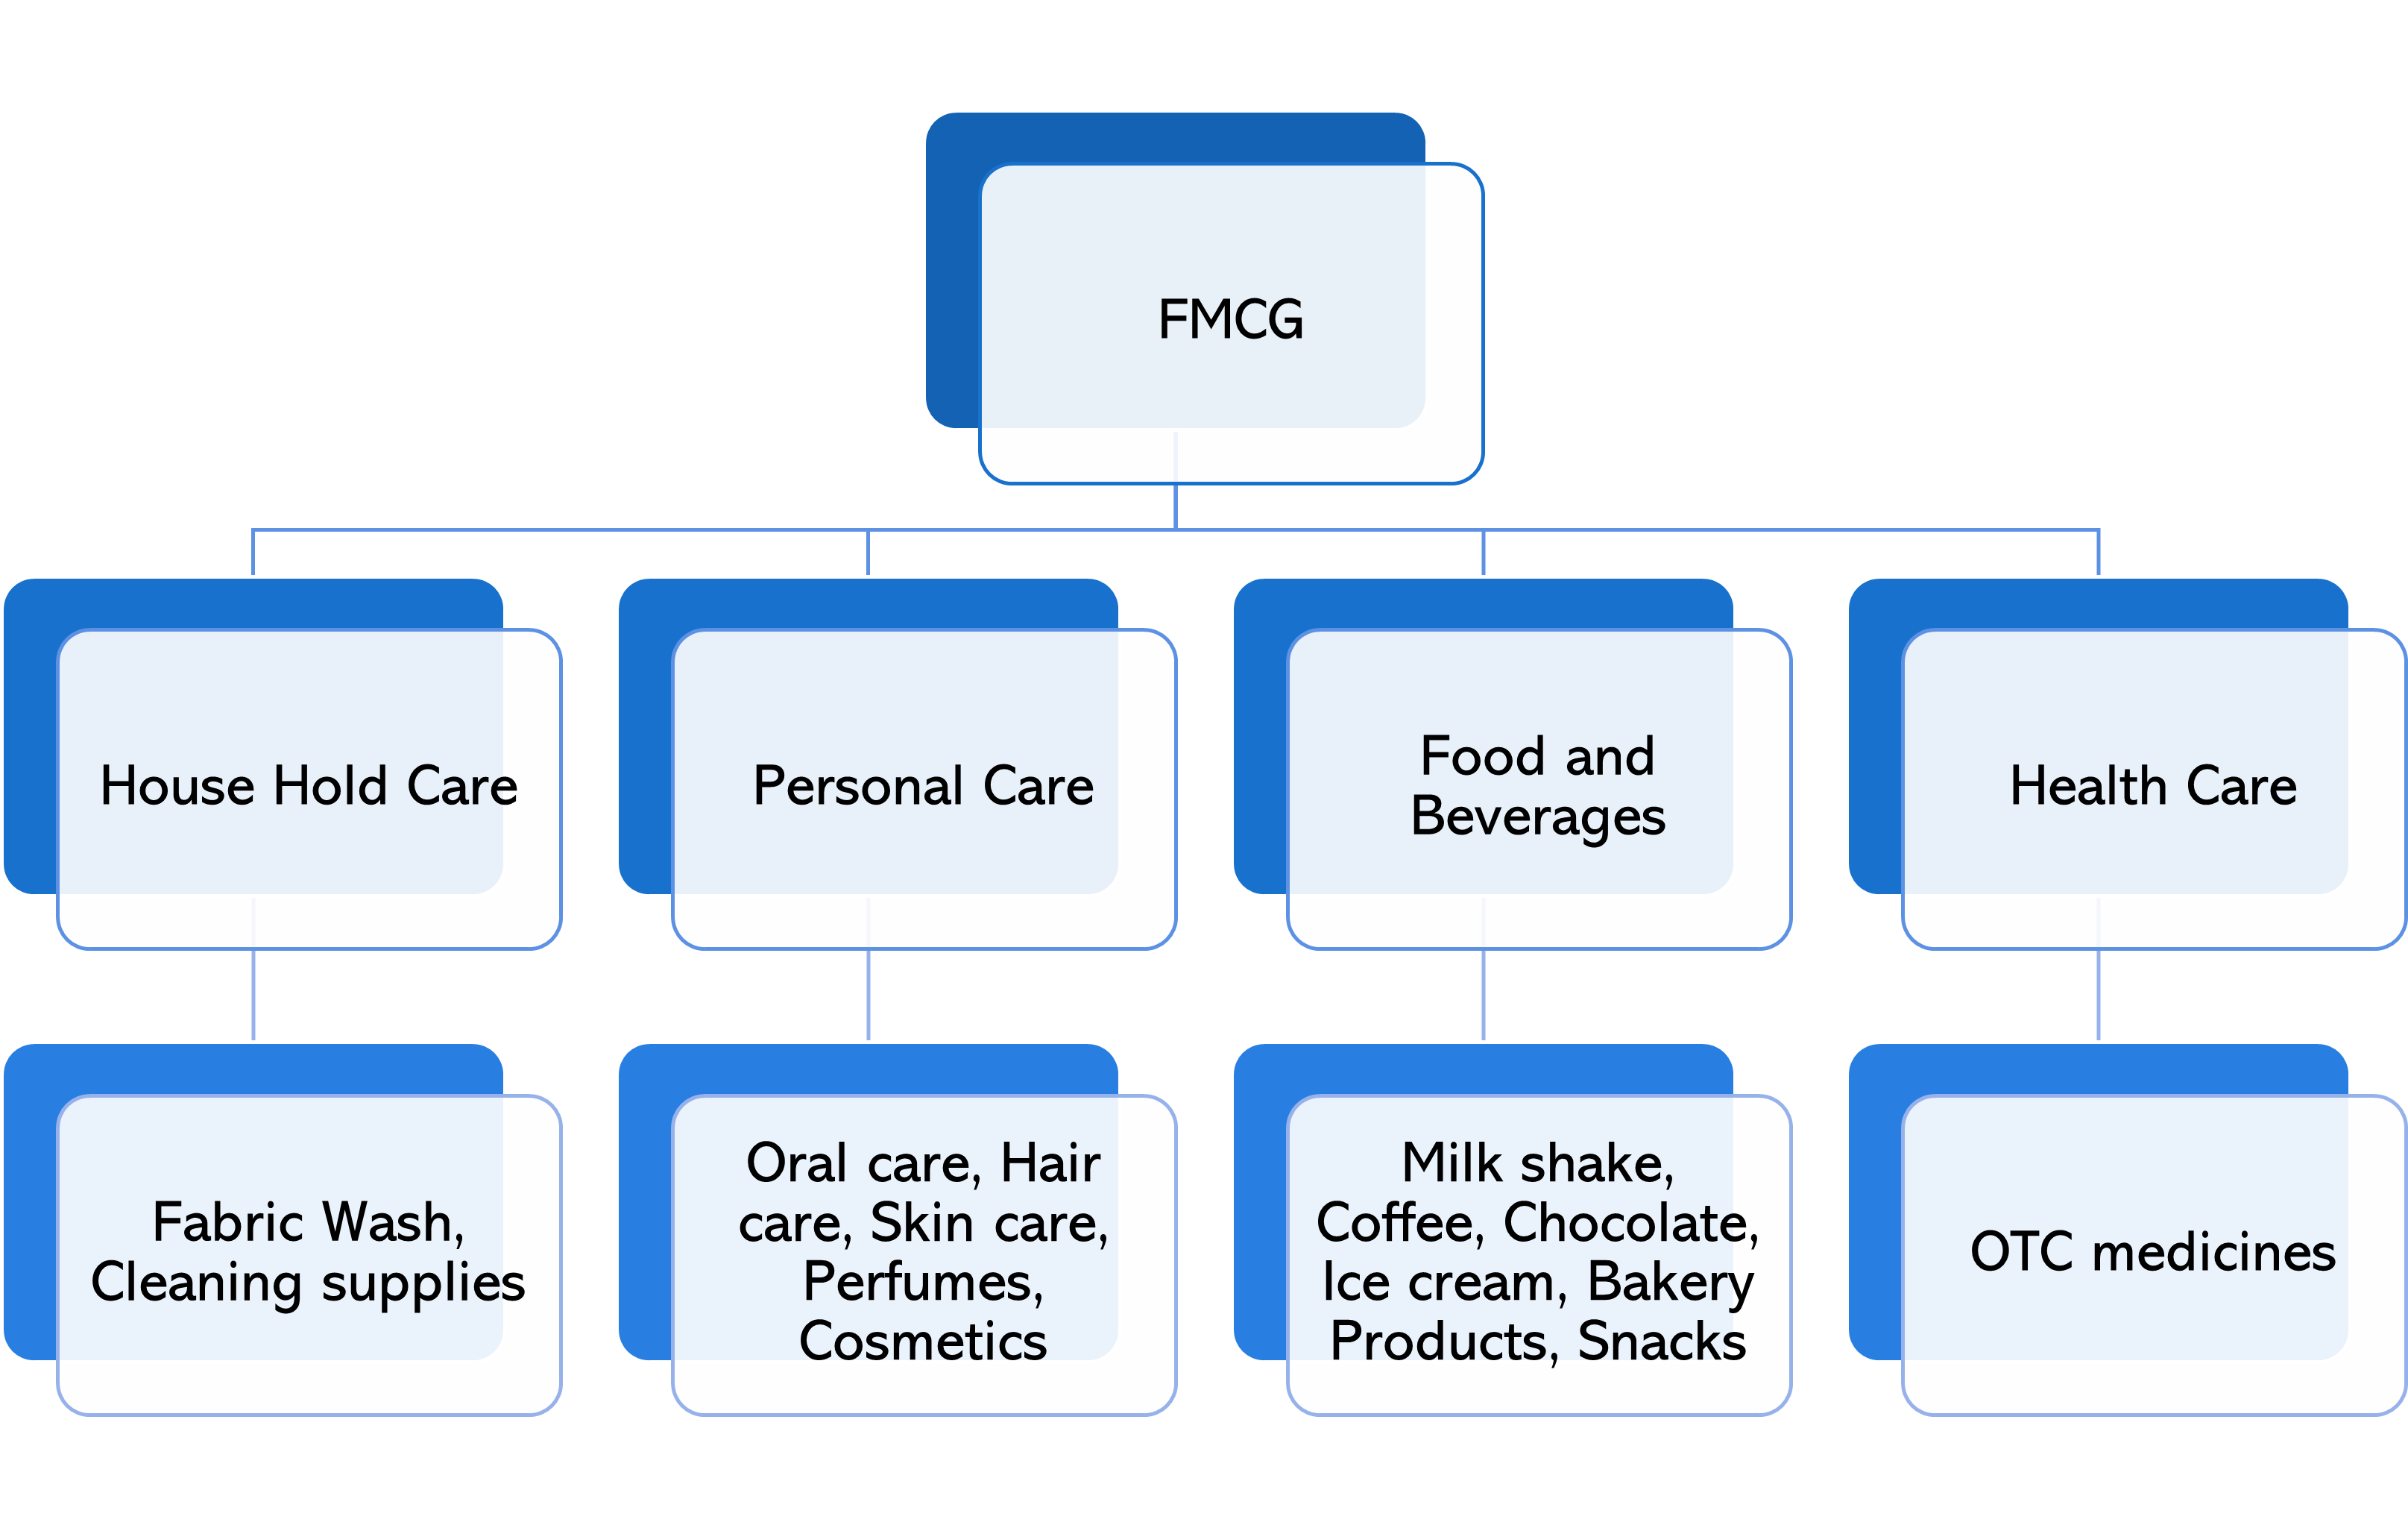 FMCG
House Hold Care
Personal Care
Food and
Beverages
Health Care
Fabric Wash,
Cleaning supplies
Oral care, Hair
care, Skin care,
Perfumes,
Cosmetics
Milk shake,
Coffee, Chocolate,
Ice cream, Bakery
Products, Snacks
OTC medicines